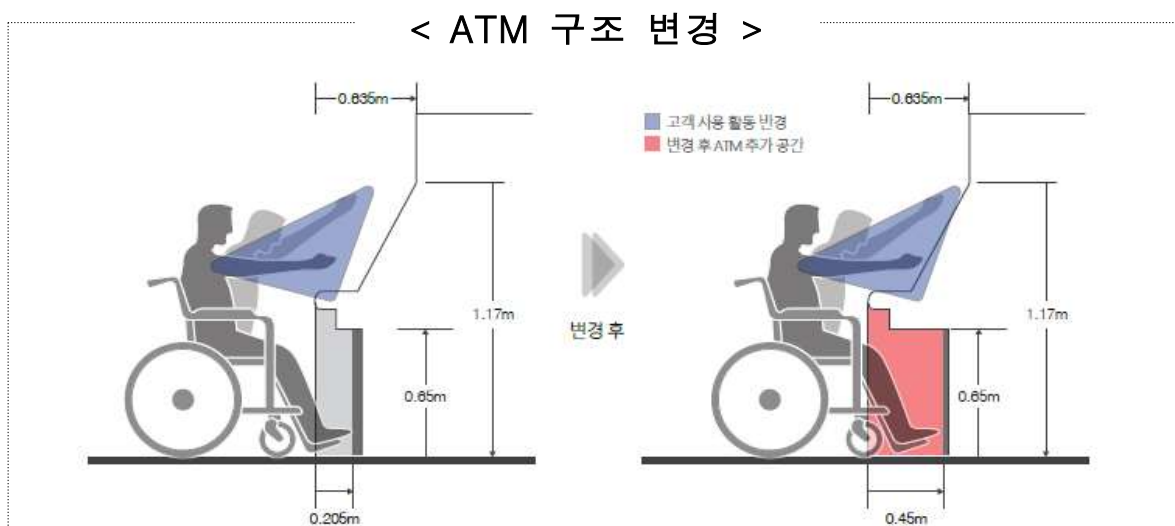 < ATM 구조 변경 >
0.635m
1.17m
0.65m
0.205m
변경 후
고객 사용 활동 반경
변경 후 ATM 추가 공간
0.635m
1.17m
0.65m
0.45m